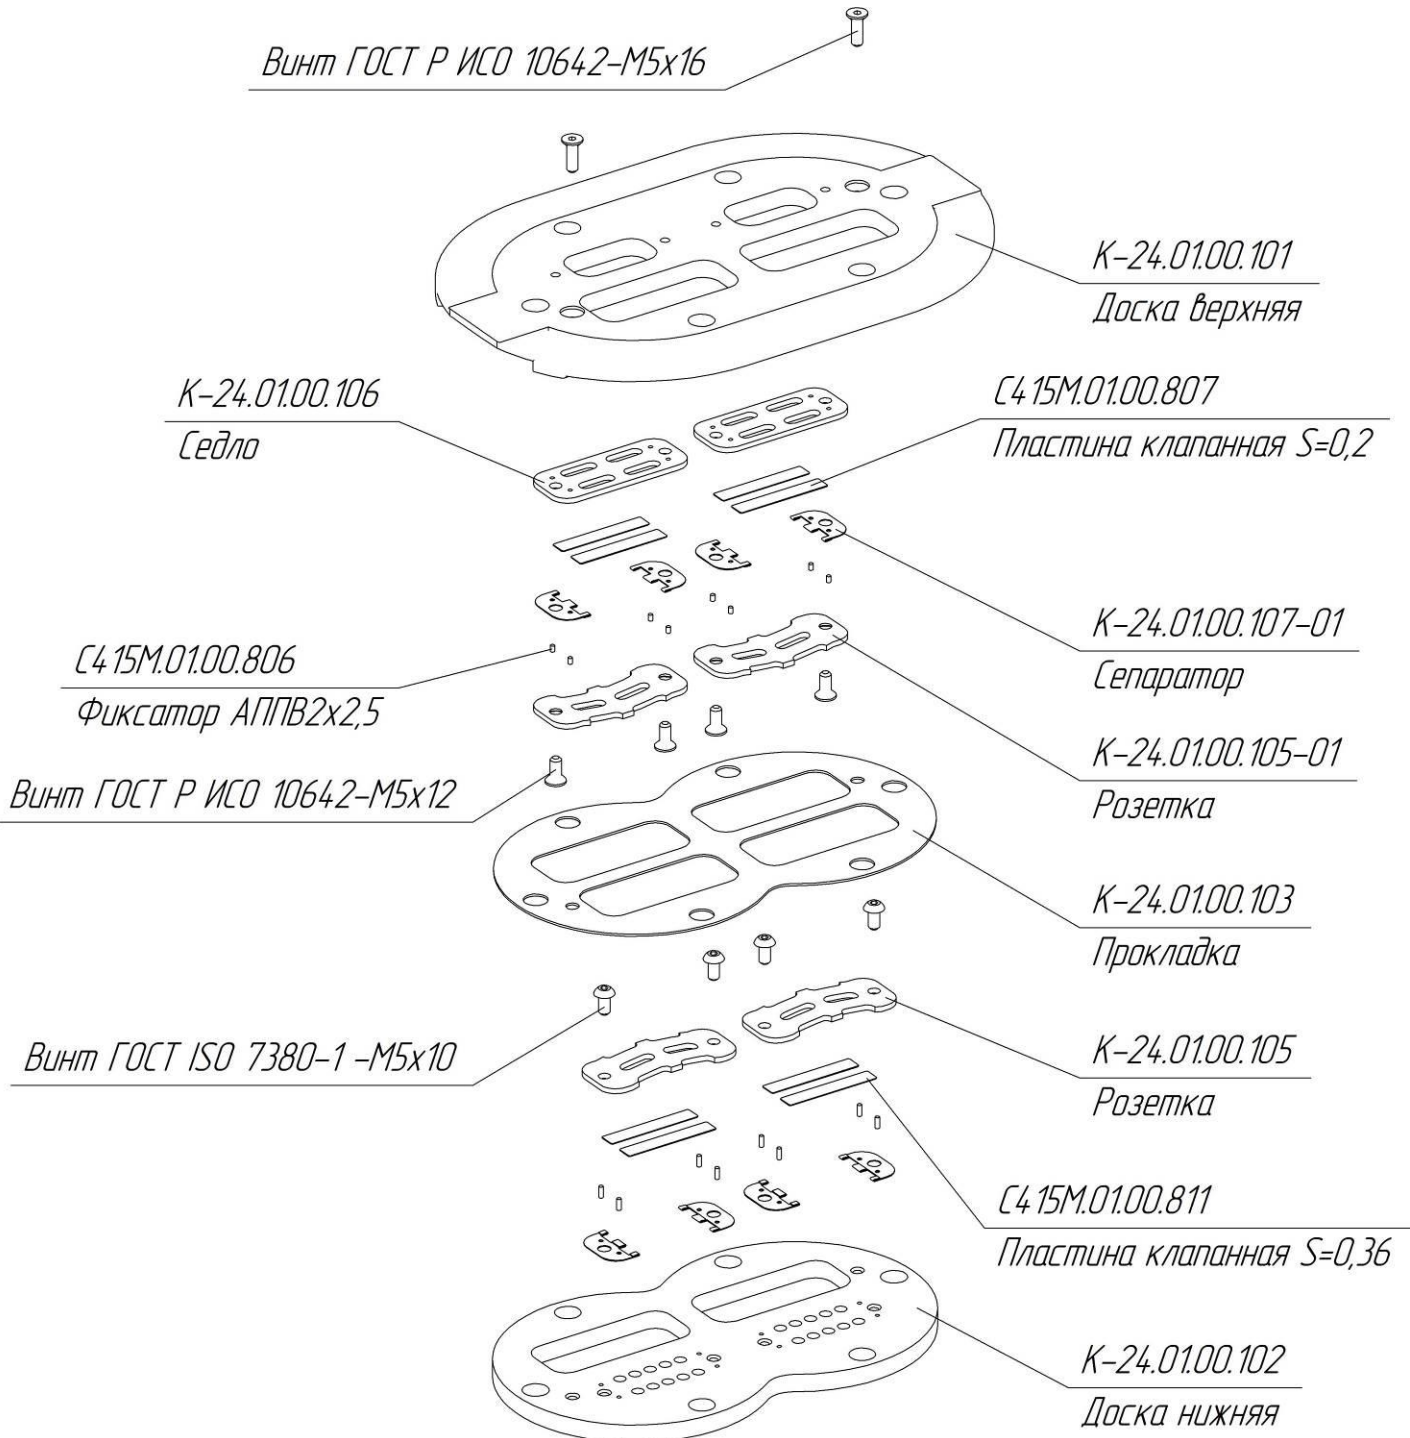 Винт ГОСТ Р ИСО 10642-М5х16
К-24.01.00.101
Доска верхняя
К-24.01.00.106
Седло
С415М.01.00.807
Пластина клапанная S=0,2
К-24.01.00.107-01
Сепаратор
С415М.01.00.806
Фиксатор АППВ2х2,5
К-24.01.00.105-01
Розетка
Винт ГОСТ Р ИСО 10642-М5х12
К-24.01.00.103
Прокладка
Винт ГОСТ ISO 7380-1 -М5х10
К-24.01.00.105
Розетка
С415М.01.00.811
Пластина клапанная S=0,36
К-24.01.00.102
Доска нижняя